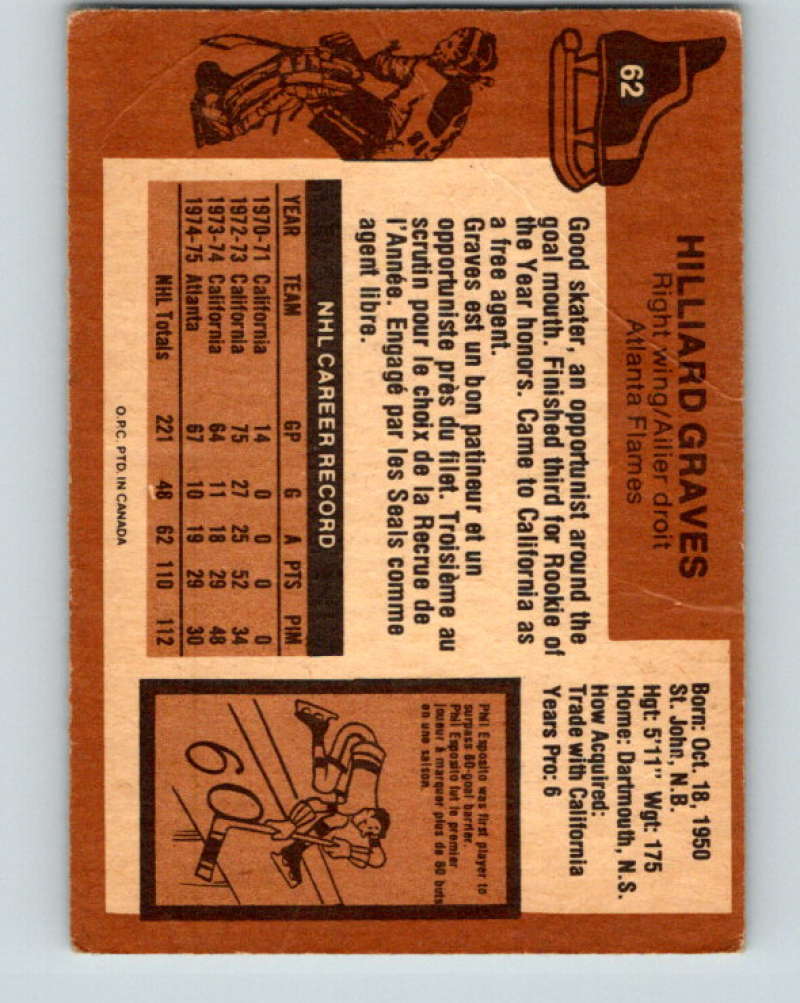 62
HILLIARD GRAVES
Right wing/Ailier droit
Atlanta Flames
Born: Oct. 18, 1950
St. John, N.B.
Hgt: 5'11" Wgt: 175
Home: Dartmouth, N.S.
How Acquired:
Trade with California
Years Pro: 6
Good skater, an opportunist around the
goal mouth. Finished third for Rookie of
the Year honors. Came to California as
a free agent.
Graves est un bon patineur et un
opportuniste près du filet. Troisième au
scrutin pour le choix de la Recrue de
l'Année. Engagé par les Seals comme
agent libre.
NHL CAREER RECORD
YEAR TEAM GP G A PTS PIM
1970-71 California 14 0 0 0 0
1972-73 California 75 27 25 52 34
1973-74 California 64 11 18 29 48
1974-75 Atlanta 67 10 19 29 30
NHL Totals 221 48 62 110 112
Phil Esposito was first player to
surpass 60-goal barrier.
Phil Esposito fut le premier
joueur à marquer plus de 60 buts
en une saison.
60
O.P.C. PTD. IN CANADA